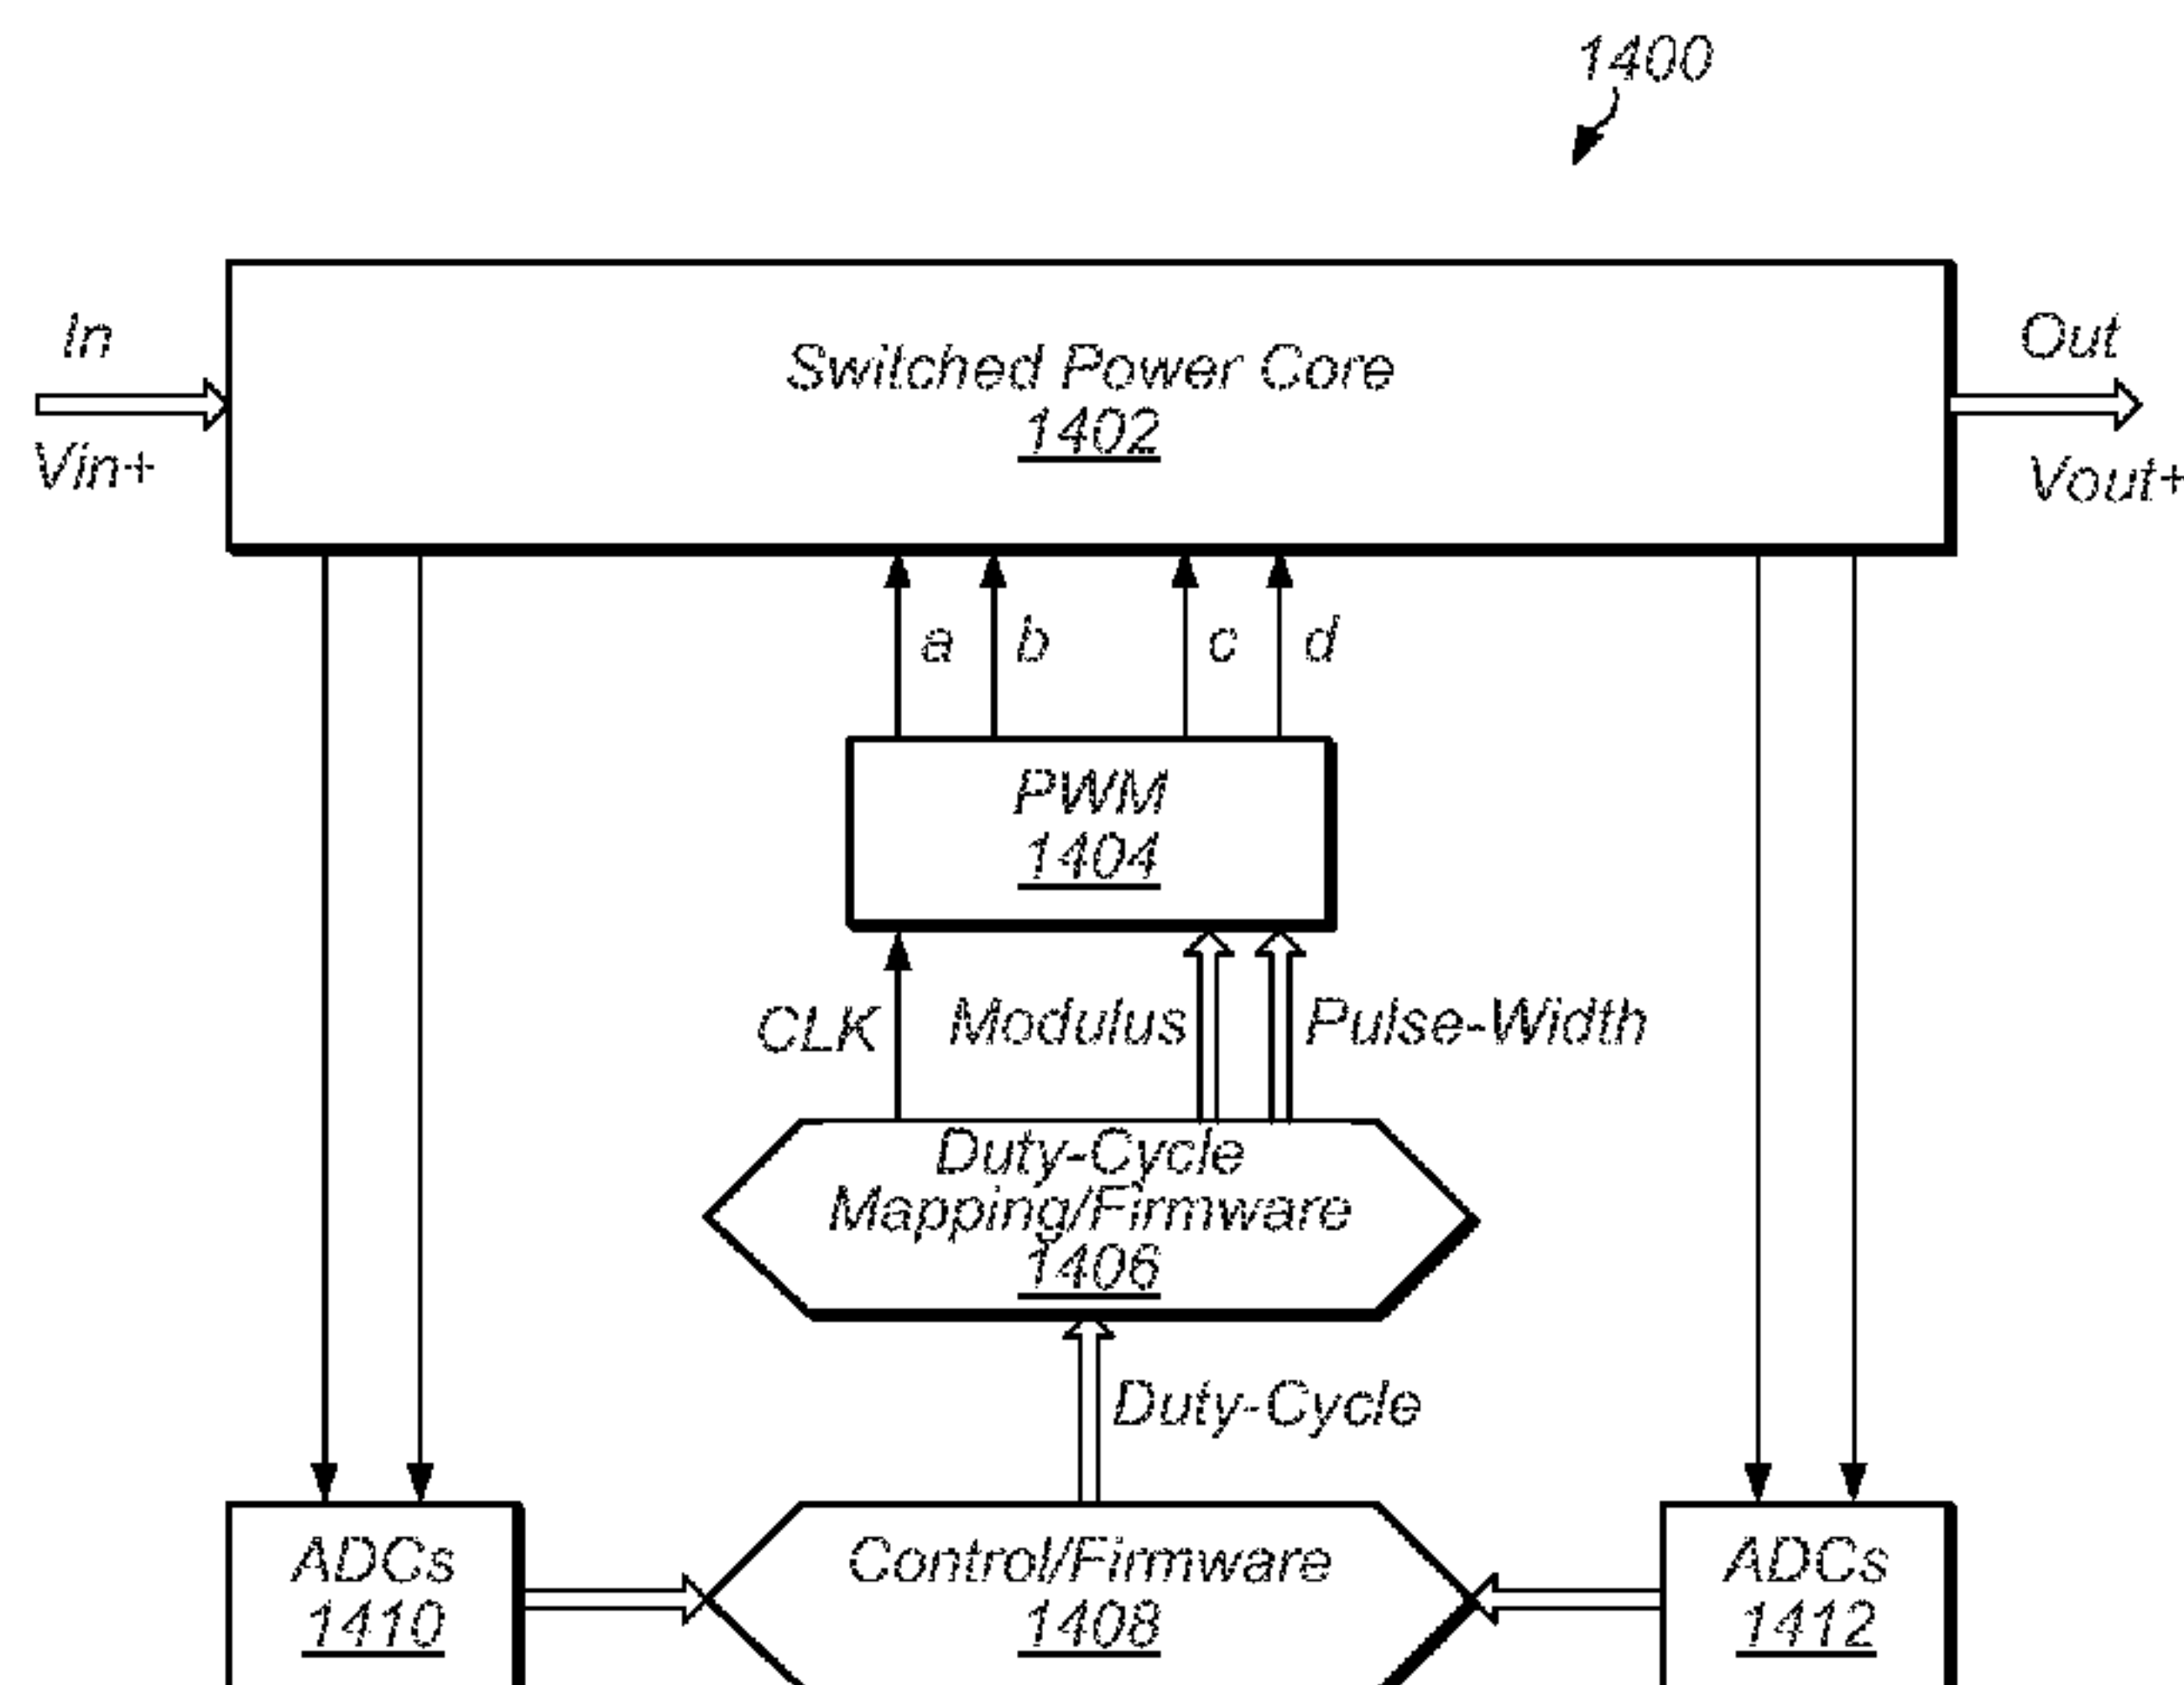 1400
In
Vin+
Switched Power Core
1402
Out
Vout+
a
b
c
d
PWM
1404
CLK
Modulus
Pulse-Width
Duty-Cycle
Mapping/Firmware
1406
Duty-Cycle
ADCs
1410
Control/Firmware
1408
ADCs
1412